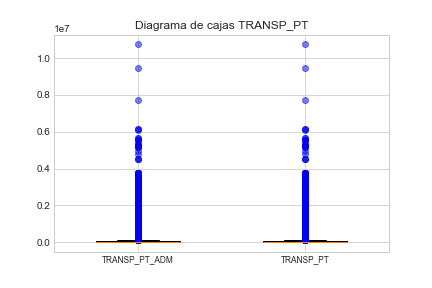 Diagrama de cajas TRANSP_PT
1e7
1.0
0.8
0.6
0.4
0.2
0.0
TRANSP_PT_ADM TRANSP_PT